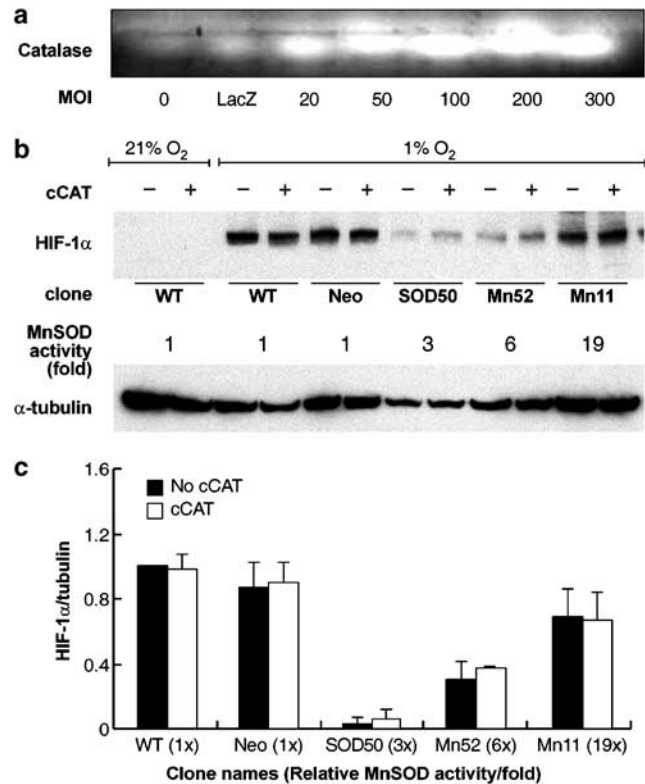 a
Catalase
MOI 0 LacZ 20 50 100 200 300
b
21% O2 1% O2
cCAT − + − + − + − + − + − +
HIF-1α
clone WT WT Neo SOD50 Mn52 Mn11
MnSOD
activity 1 1 1 3 6 19
(fold)
α-tubulin
c
1.6
1.2
0.8
0.4
0
HIF-1α/tubulin
No cCAT
cCAT
WT (1x) Neo (1x) SOD50 (3x) Mn52 (6x) Mn11 (19x)
Clone names (Relative MnSOD activity/fold)